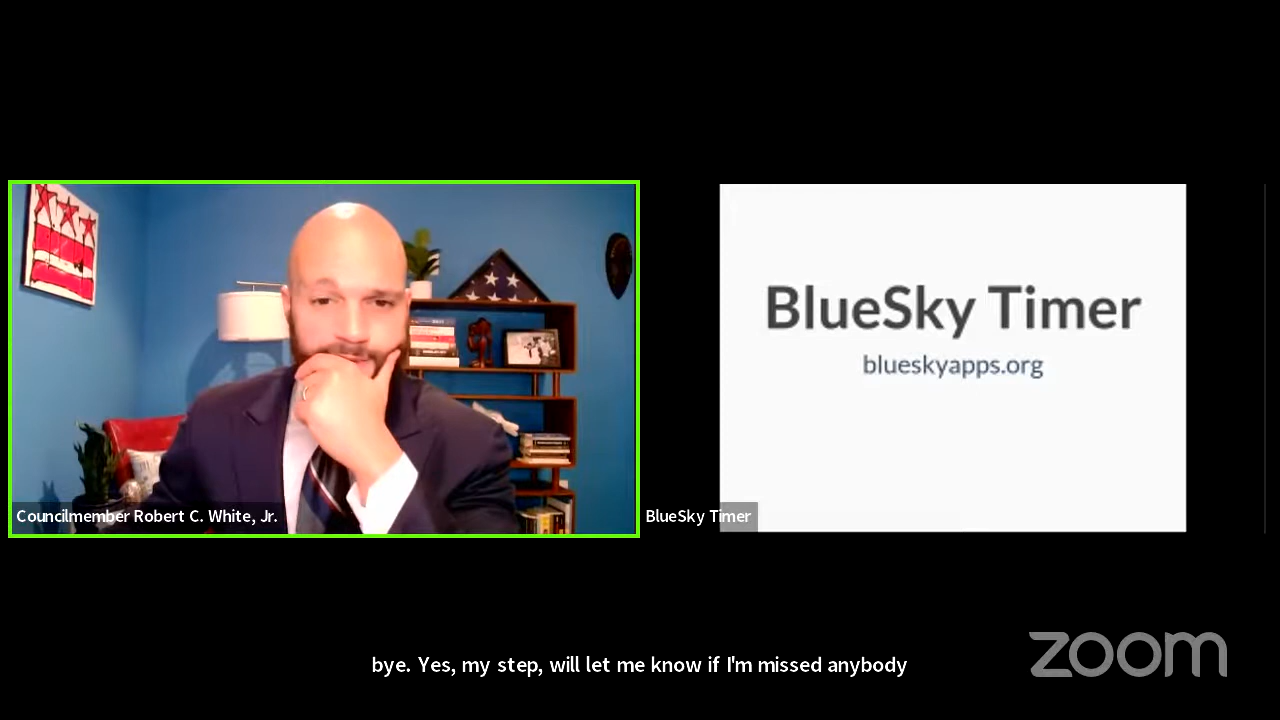 BlueSky Timer
blueskyapps.org
Councilmember Robert C. White, Jr.
BlueSky Timer
bye. Yes, my step, will let me know if I'm missed anybody
zoom